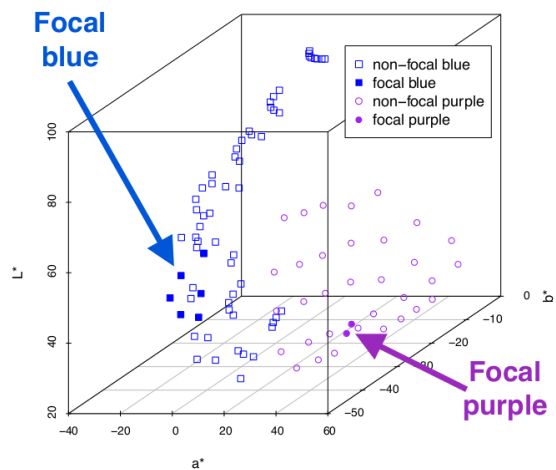 Focal
blue
non-focal blue
focal blue
non-focal purple
focal purple
100
80
60
40
20
L*
−40
−20
0
20
40
60
a*
0
−10
−20
−30
−40
−50
b*
Focal
purple